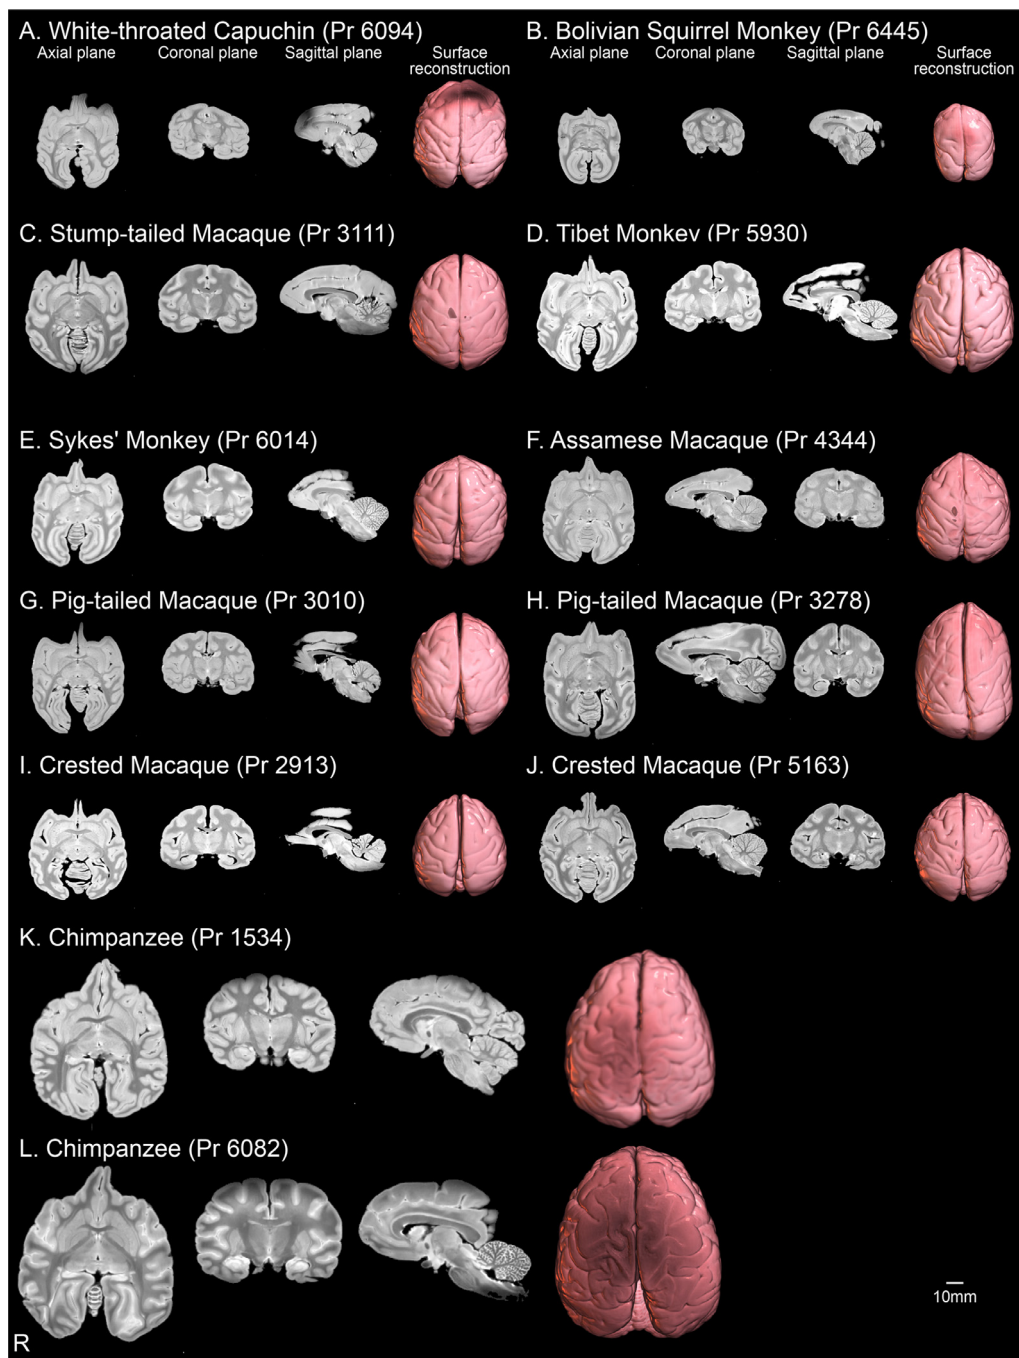 A. White-throated Capuchin (Pr 6094)
Axial plane
Coronal plane
Sagittal plane
Surface
reconstruction
B. Bolivian Squirrel Monkey (Pr 6445)
Axial plane
Coronal plane
Sagittal plane
Surface
reconstruction
C. Stump-tailed Macaque (Pr 3111)
D. Tibet Monkey (Pr 5930)
E. Sykes' Monkey (Pr 6014)
F. Assamese Macaque (Pr 4344)
G. Pig-tailed Macaque (Pr 3010)
H. Pig-tailed Macaque (Pr 3278)
I. Crested Macaque (Pr 2913)
J. Crested Macaque (Pr 5163)
K. Chimpanzee (Pr 1534)
L. Chimpanzee (Pr 6082)
10mm
R